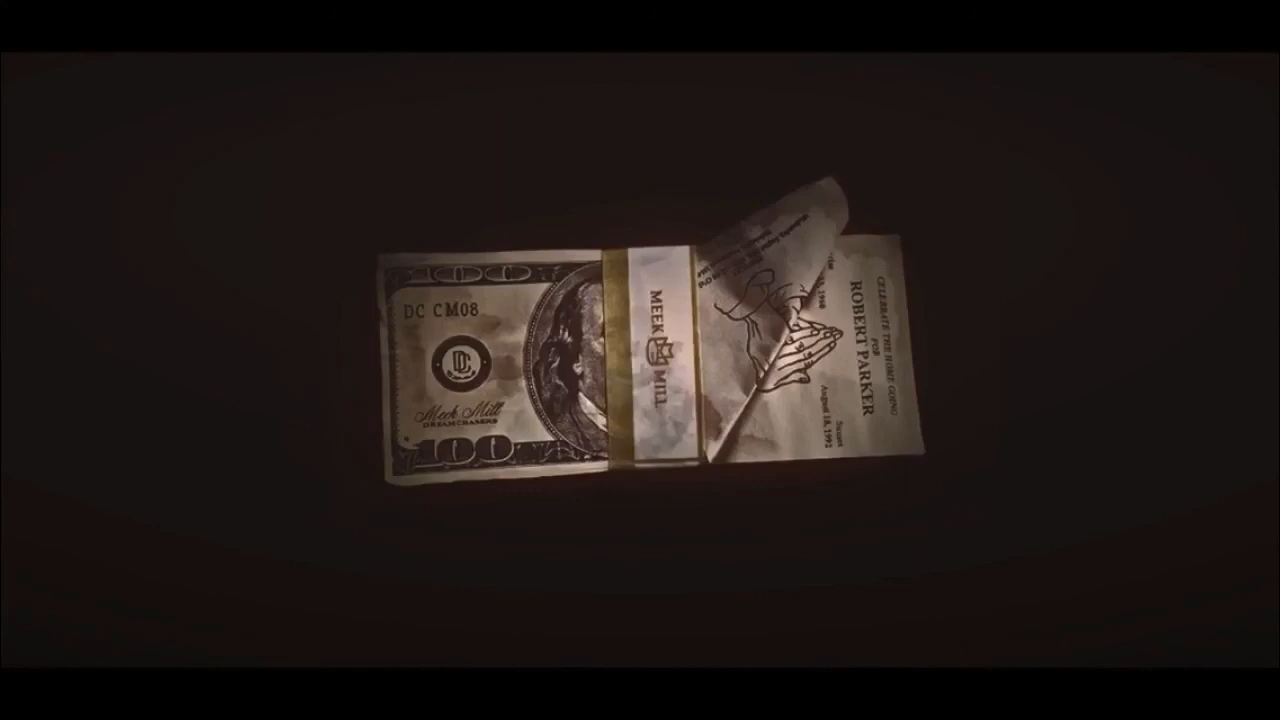 100
DC CM08
DC
Meek Mill
DREAMCHASERS
100
MEEK MILL
CELEBRATE THE HOME GOING
FOR
ROBERT PARKER
Sunset
August 18, 1992